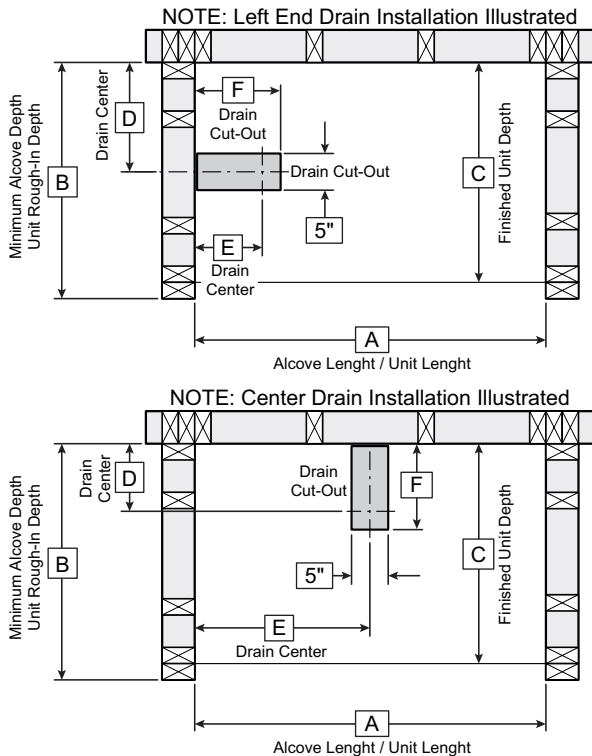 NOTE: Left End Drain Installation Illustrated
F
Drain
Cut-Out
Drain Center
D
Drain Cut-Out
Minimum Alcove Depth
Unit Rough-In Depth
B
C
Finished Unit Depth
E
5"
Drain
Center
A
Alcove Lenght / Unit Lenght
NOTE: Center Drain Installation Illustrated
Drain
Center
D
Drain
Cut-Out
F
Minimum Alcove Depth
Unit Rough-In Depth
B
C
Finished Unit Depth
5"
E
Drain Center
A
Alcove Lenght / Unit Lenght